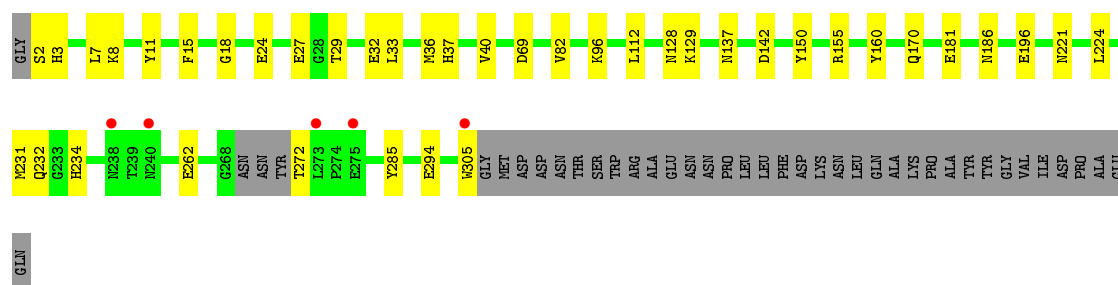 GLY S2 H3 L7 K8 Y11 F15 G18 E24 E27 G28 T29 E32 L33 M36 H37 V40 D69 V82 K96 L112 N128 K129 N137 D142 Y150 R155 Y160 Q170 E181 N186 E196 N221 L224
M231 Q232 G233 H234 N238 T239 N240 E262 G268 ASN ASN TYR T272 L273 P274 E275 Y285 E294 W305 GLY MET ASP ASP ASN THR SER TRP ARG ALA GLU ASN ASN PRO LEU LEU PHE ASP LYS ASN LEU GLN ALA LYS PRO ALA TYR TYR GLY VAL ILE ASP PRO ALA GLU
GLN